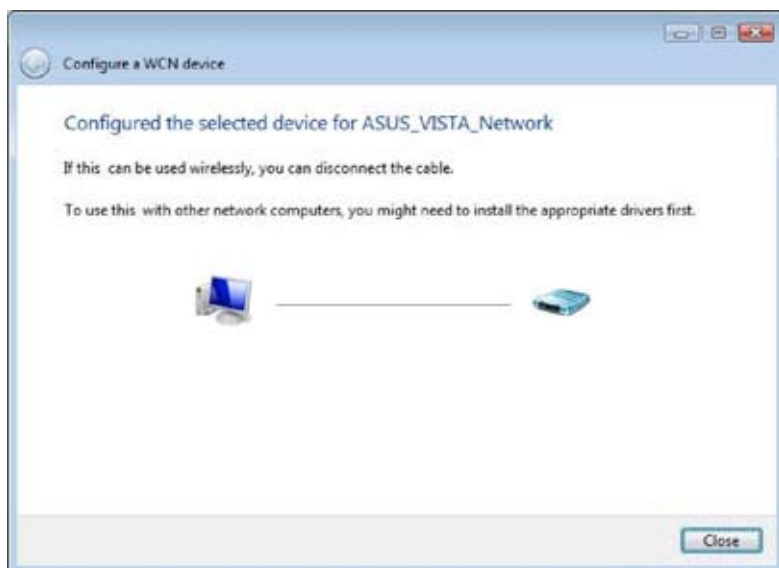 Configure a WCN device
Configured the selected device for ASUS_VISTA_Network
If this can be used wirelessly, you can disconnect the cable.
To use this with other network computers, you might need to install the appropriate drivers first.
Close